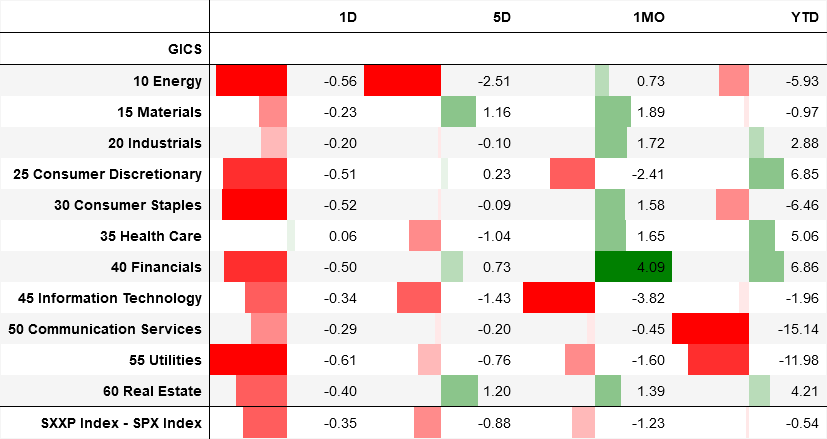 1D 5D 1MO YTD
GICS
10 Energy -0.56 -2.51 0.73 -5.93
15 Materials -0.23 1.16 1.89 -0.97
20 Industrials -0.20 -0.10 1.72 2.88
25 Consumer Discretionary -0.51 0.23 -2.41 6.85
30 Consumer Staples -0.52 -0.09 1.58 -6.46
35 Health Care 0.06 -1.04 1.65 5.06
40 Financials -0.50 0.73 4.09 6.86
45 Information Technology -0.34 -1.43 -3.82 -1.96
50 Communication Services -0.29 -0.20 -0.45 -15.14
55 Utilities -0.61 -0.76 -1.60 -11.98
60 Real Estate -0.40 1.20 1.39 4.21
SXXP Index - SPX Index -0.35 -0.88 -1.23 -0.54